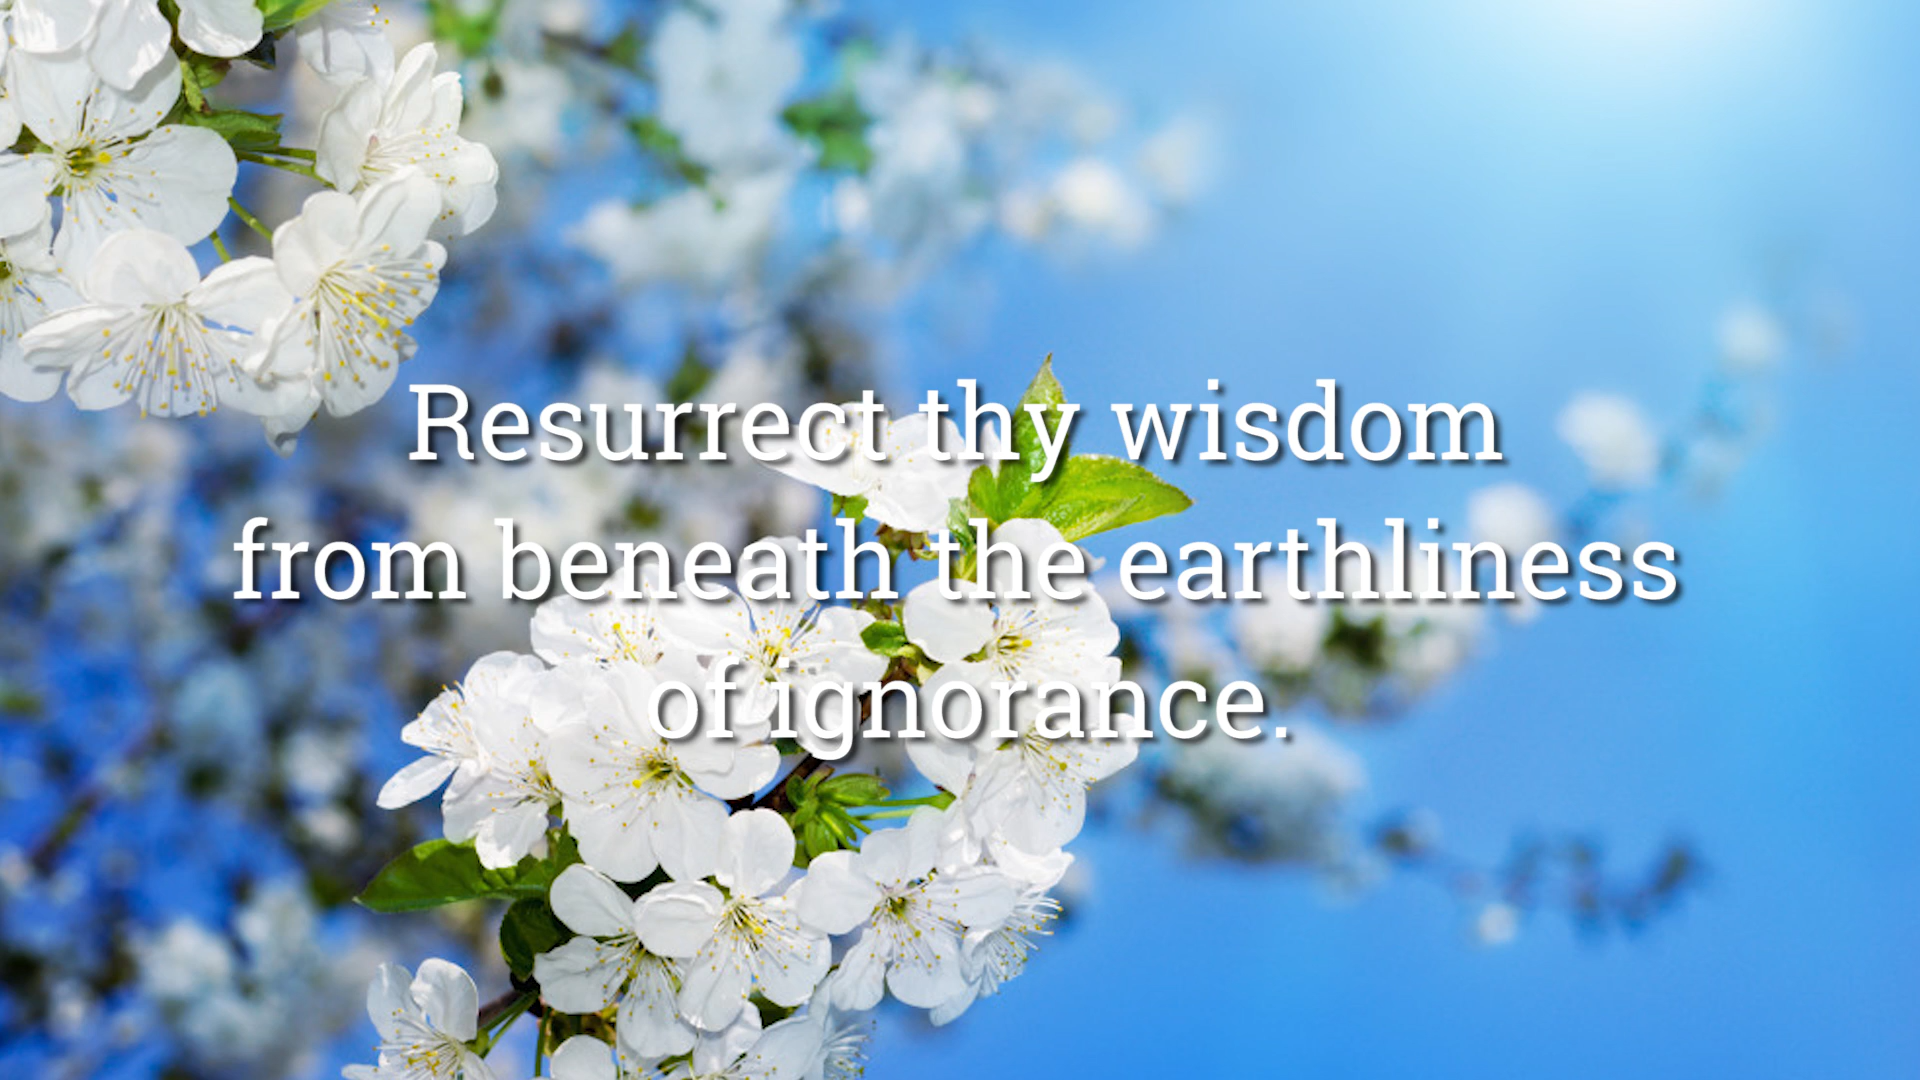 Resurrect thy wisdom
from beneath the earthliness
of ignorance.